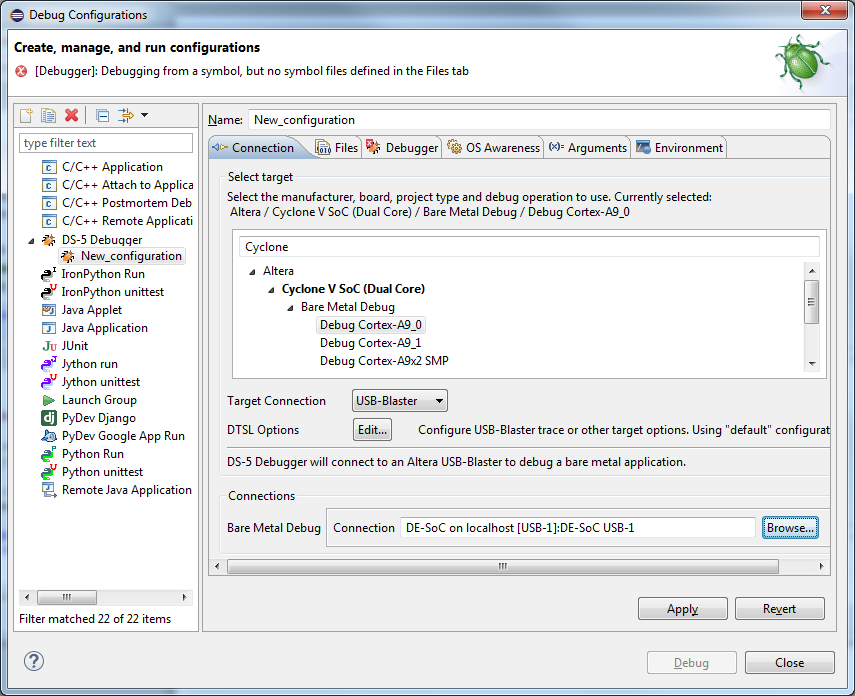 Debug Configurations
Create, manage, and run configurations
[Debugger]: Debugging from a symbol, but no symbol files defined in the Files tab
type filter text
C/C++ Application
C/C++ Attach to Applica
C/C++ Postmortem Deb
C/C++ Remote Applicati
DS-5 Debugger
New_configuration
IronPython Run
IronPython unittest
Java Applet
Java Application
JUnit
Jython run
Jython unittest
Launch Group
PyDev Django
PyDev Google App Run
Python Run
Python unittest
Remote Java Application
Filter matched 22 of 22 items
Name: New_configuration
Connection Files Debugger OS Awareness Arguments Environment
Select target
Select the manufacturer, board, project type and debug operation to use. Currently selected:
Altera / Cyclone V SoC (Dual Core) / Bare Metal Debug / Debug Cortex-A9_0
Cyclone
Altera
Cyclone V SoC (Dual Core)
Bare Metal Debug
Debug Cortex-A9_0
Debug Cortex-A9_1
Debug Cortex-A9x2 SMP
Target Connection USB-Blaster
DTSL Options Edit... Configure USB-Blaster trace or other target options. Using "default" configurat
DS-5 Debugger will connect to an Altera USB-Blaster to debug a bare metal application.
Connections
Bare Metal Debug Connection DE-SoC on localhost [USB-1]:DE-SoC USB-1 Browse...
Apply Revert
Debug Close